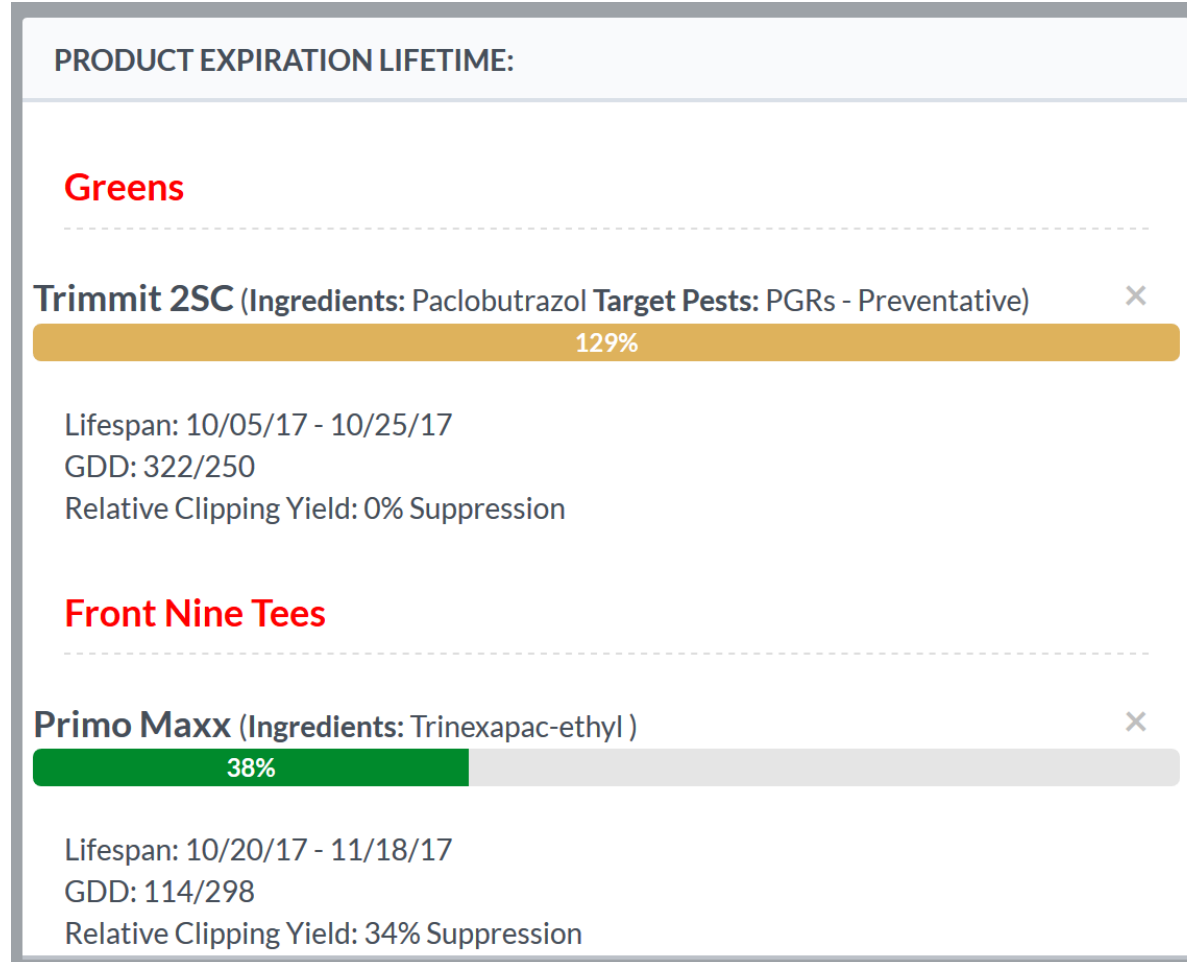 PRODUCT EXPIRATION LIFETIME:
Greens
Trimmit 2SC (Ingredients: Paclobutrazol Target Pests: PGRs - Preventative) ×
129%
Lifespan: 10/05/17 - 10/25/17
GDD: 322/250
Relative Clipping Yield: 0% Suppression
Front Nine Tees
Primo Maxx (Ingredients: Trinexapac-ethyl ) ×
38%
Lifespan: 10/20/17 - 11/18/17
GDD: 114/298
Relative Clipping Yield: 34% Suppression